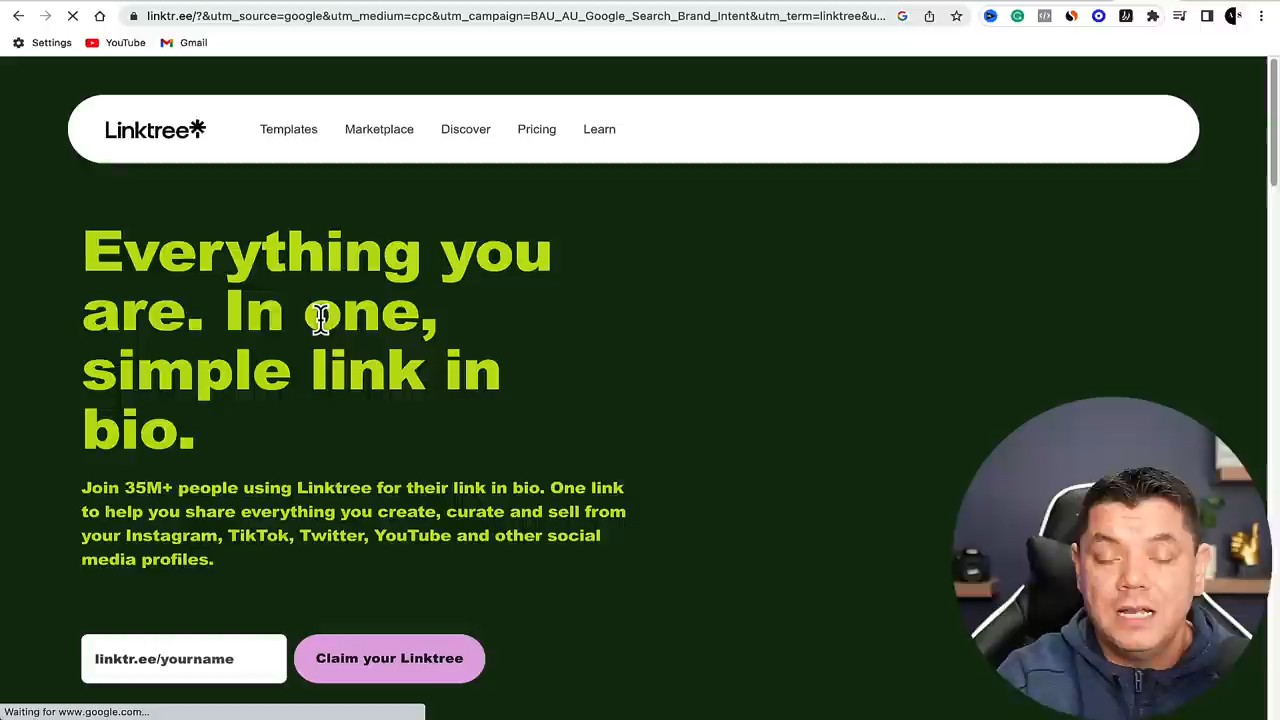 linktr.ee/?&utm_source=google&utm_medium=cpc&utm_campaign=BAU_AU_Google_Search_Brand_Intent&utm_term=linktree&u...
Settings YouTube Gmail
Linktree Templates Marketplace Discover Pricing Learn
Everything you
are. In one,
simple link in
bio.
Join 35M+ people using Linktree for their link in bio. One link
to help you share everything you create, curate and sell from
your Instagram, TikTok, Twitter, YouTube and other social
media profiles.
linktr.ee/yourname Claim your Linktree
Waiting for www.google.com...